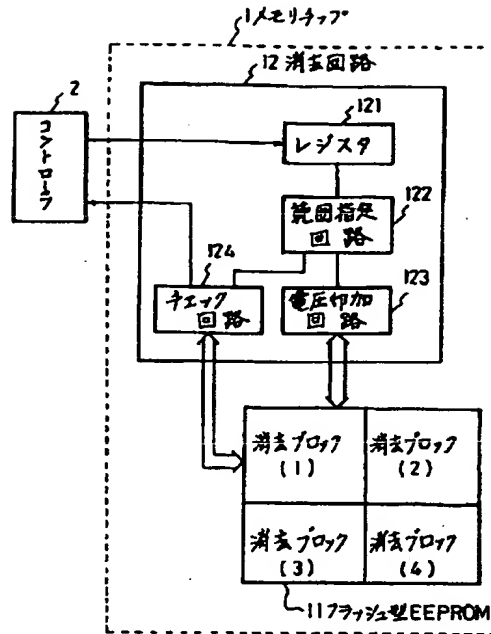 1メモリチップ
12 消去回路
2
コントローラ
121
レジスタ
122
範囲指定
回路
124
チェック
回路
123
電圧印加
回路
消去ブロック
(1)
消去ブロック
(2)
消去ブロック
(3)
消去ブロック
(4)
11フラッシュ型EEPROM